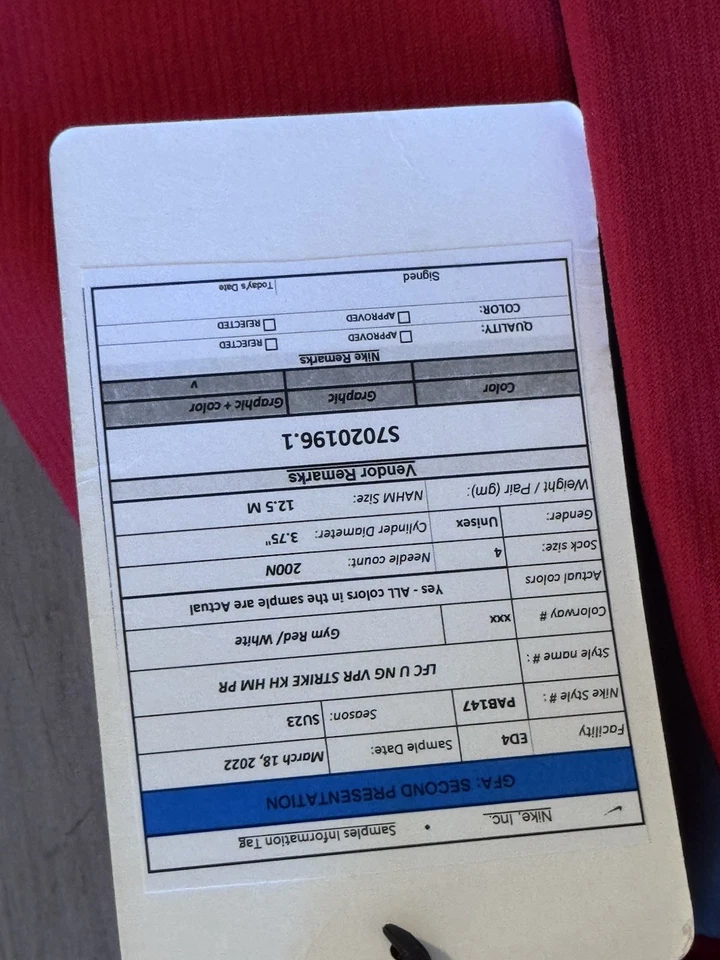 Nike, Inc. • Samples Information Tag
GFA: SECOND PRESENTATION
Facility ED4 Sample Date: March 18, 2022
Nike Style #: PAB147 Season: SU23
Style name #: LFC U NG VPR STRIKE KH HM PR
Colorway # xxx Gym Red/ White
Actual colors Yes - ALL colors in the sample are Actual
Sock size: 4 Needle count: 200N
Gender: Unisex Cylinder Diameter: 3.75"
Weight / Pair (gm): NAHM Size: 12.5 M
Vendor Remarks
S7020196.1
Color Graphic Graphic + color
v
Nike Remarks
QUALITY: APPROVED REJECTED
COLOR: APPROVED REJECTED
Signed Today's Date